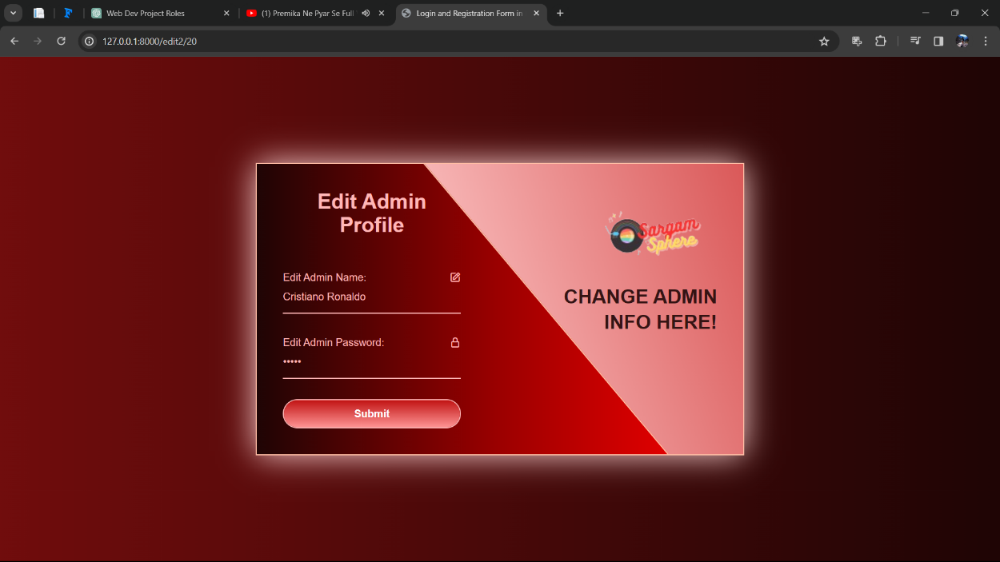 Web Dev Project Roles
(1) Premika Ne Pyar Se Full
Login and Registration Form in
127.0.0.1:8000/edit2/20
Edit Admin
Profile
Edit Admin Name:
Cristiano Ronaldo
Edit Admin Password:
•••••
Submit
Sargam
Sphere
CHANGE ADMIN
INFO HERE!